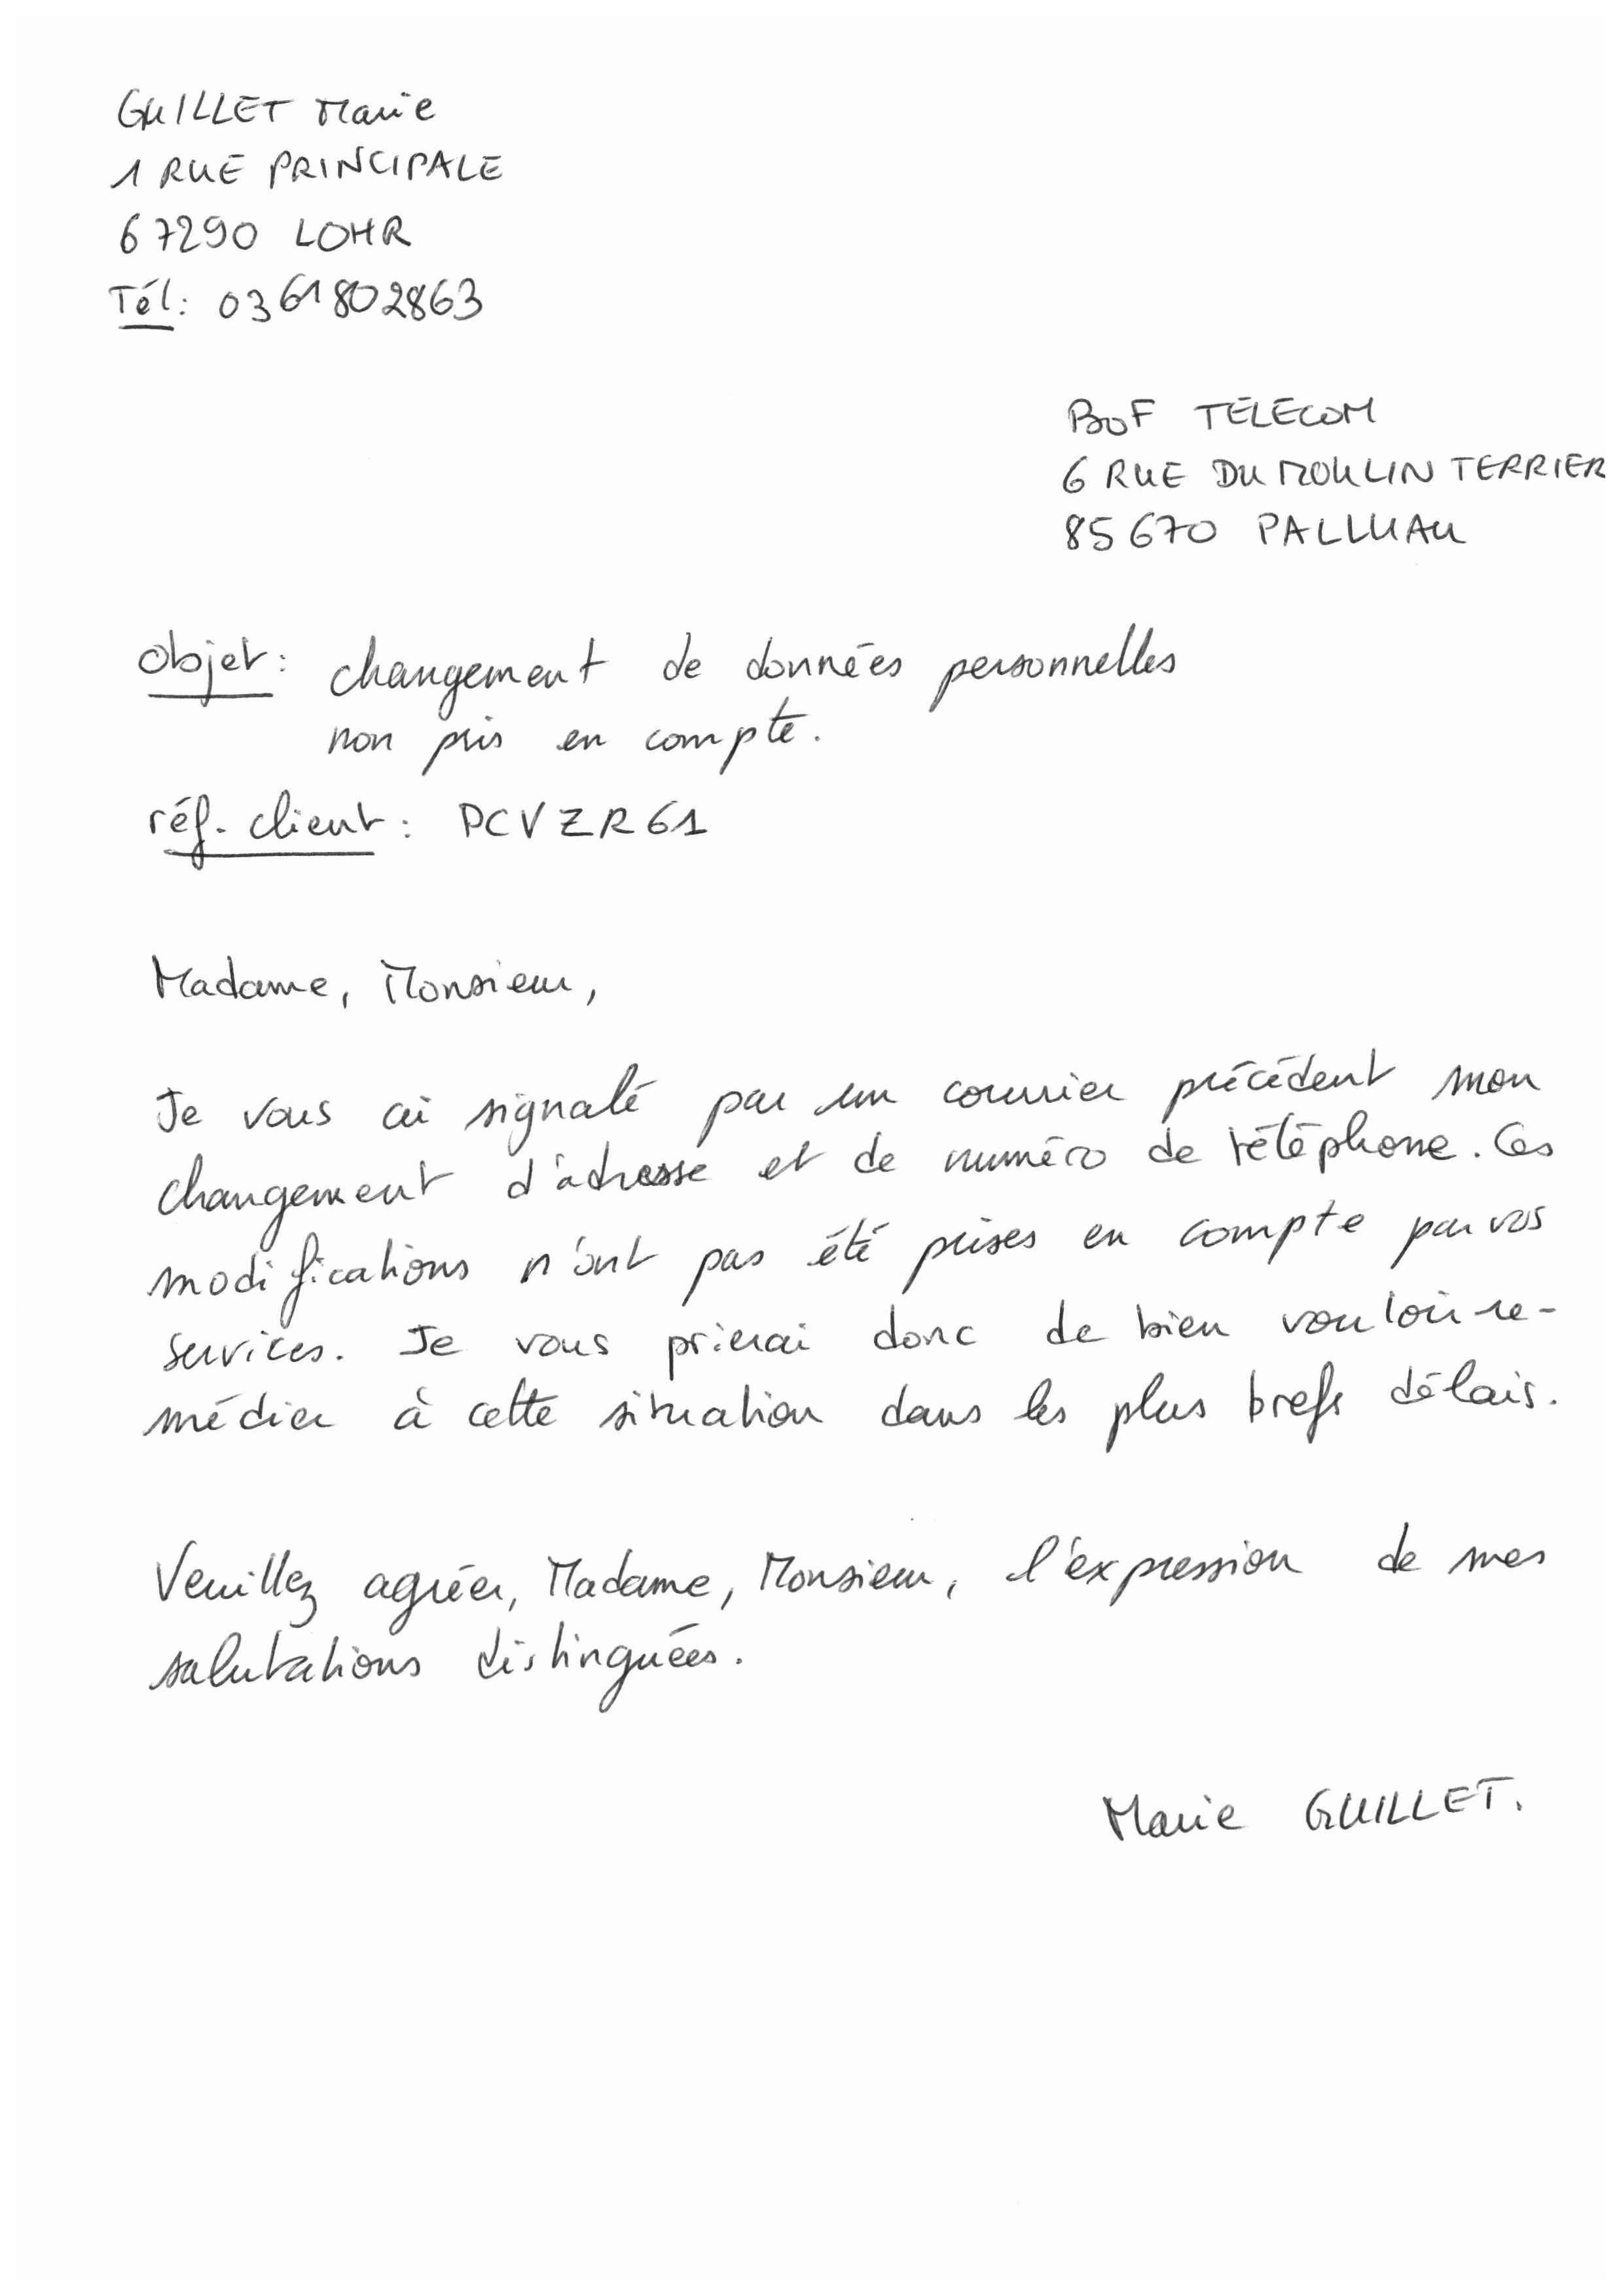 GUILLET Marie
1 RUE PRINCIPALE
67290 LOHR
Tél: 0361802863
BOF TÉLÉCOM
6 RUE DU MOULIN TERRIER
85670 PALLUAU
objet: changement de données personnelles
non pris en compte.
réf. client: DCVZR61
Madame, Monsieur,
Je vous ai signalé par un courrier précédent mon
changement d'adresse et de numéro de téléphone. Ces
modifications n'ont pas été prises en compte par vos
services. Je vous prierai donc de bien vouloir re-
médier à cette situation dans les plus brefs délais.
Veuillez agréer, Madame, Monsieur, l'expression de mes
salutations distinguées.
Marie GUILLET.